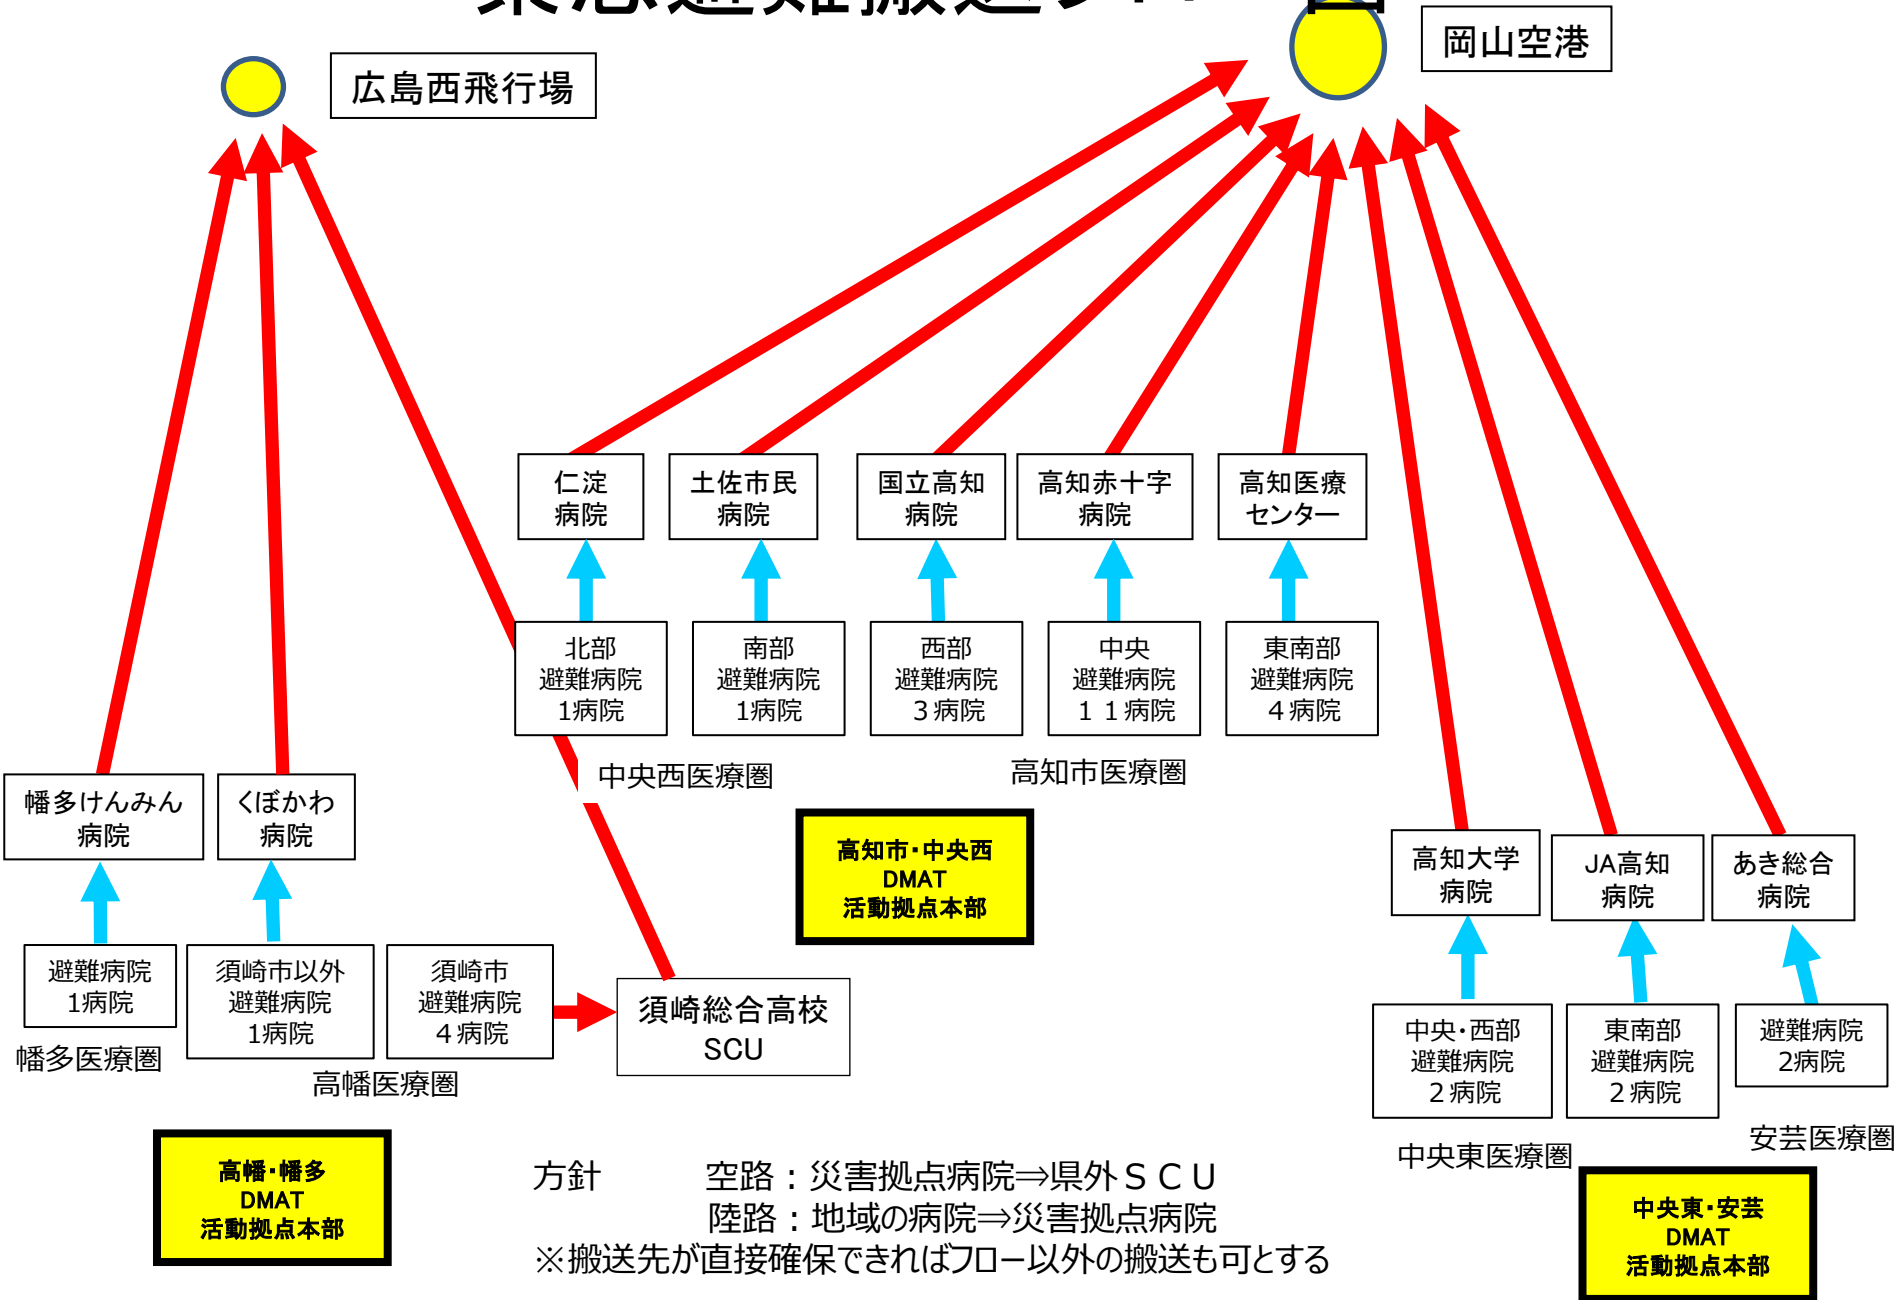 緊急避難搬送フロー図
広島西飛行場
岡山空港
仁淀
病院
土佐市民
病院
国立高知
病院
高知赤十字
病院
高知医療
センター
北部
避難病院
1病院
南部
避難病院
1病院
西部
避難病院
３病院
中央
避難病院
１１病院
東南部
避難病院
４病院
中央西医療圏
高知市医療圏
幡多けんみん
病院
くぼかわ
病院
高知市・中央西
DMAT
活動拠点本部
高知大学
病院
JA高知
病院
あき総合
病院
避難病院
1病院
須崎市以外
避難病院
1病院
須崎市
避難病院
４病院
須崎総合高校
SCU
中央・西部
避難病院
２病院
東南部
避難病院
２病院
避難病院
2病院
幡多医療圏
高幡医療圏
中央東医療圏
安芸医療圏
高幡・幡多
DMAT
活動拠点本部
方針　空路：災害拠点病院⇒県外ＳＣＵ
陸路：地域の病院⇒災害拠点病院
※搬送先が直接確保できればフロー以外の搬送も可とする
中央東・安芸
DMAT
活動拠点本部